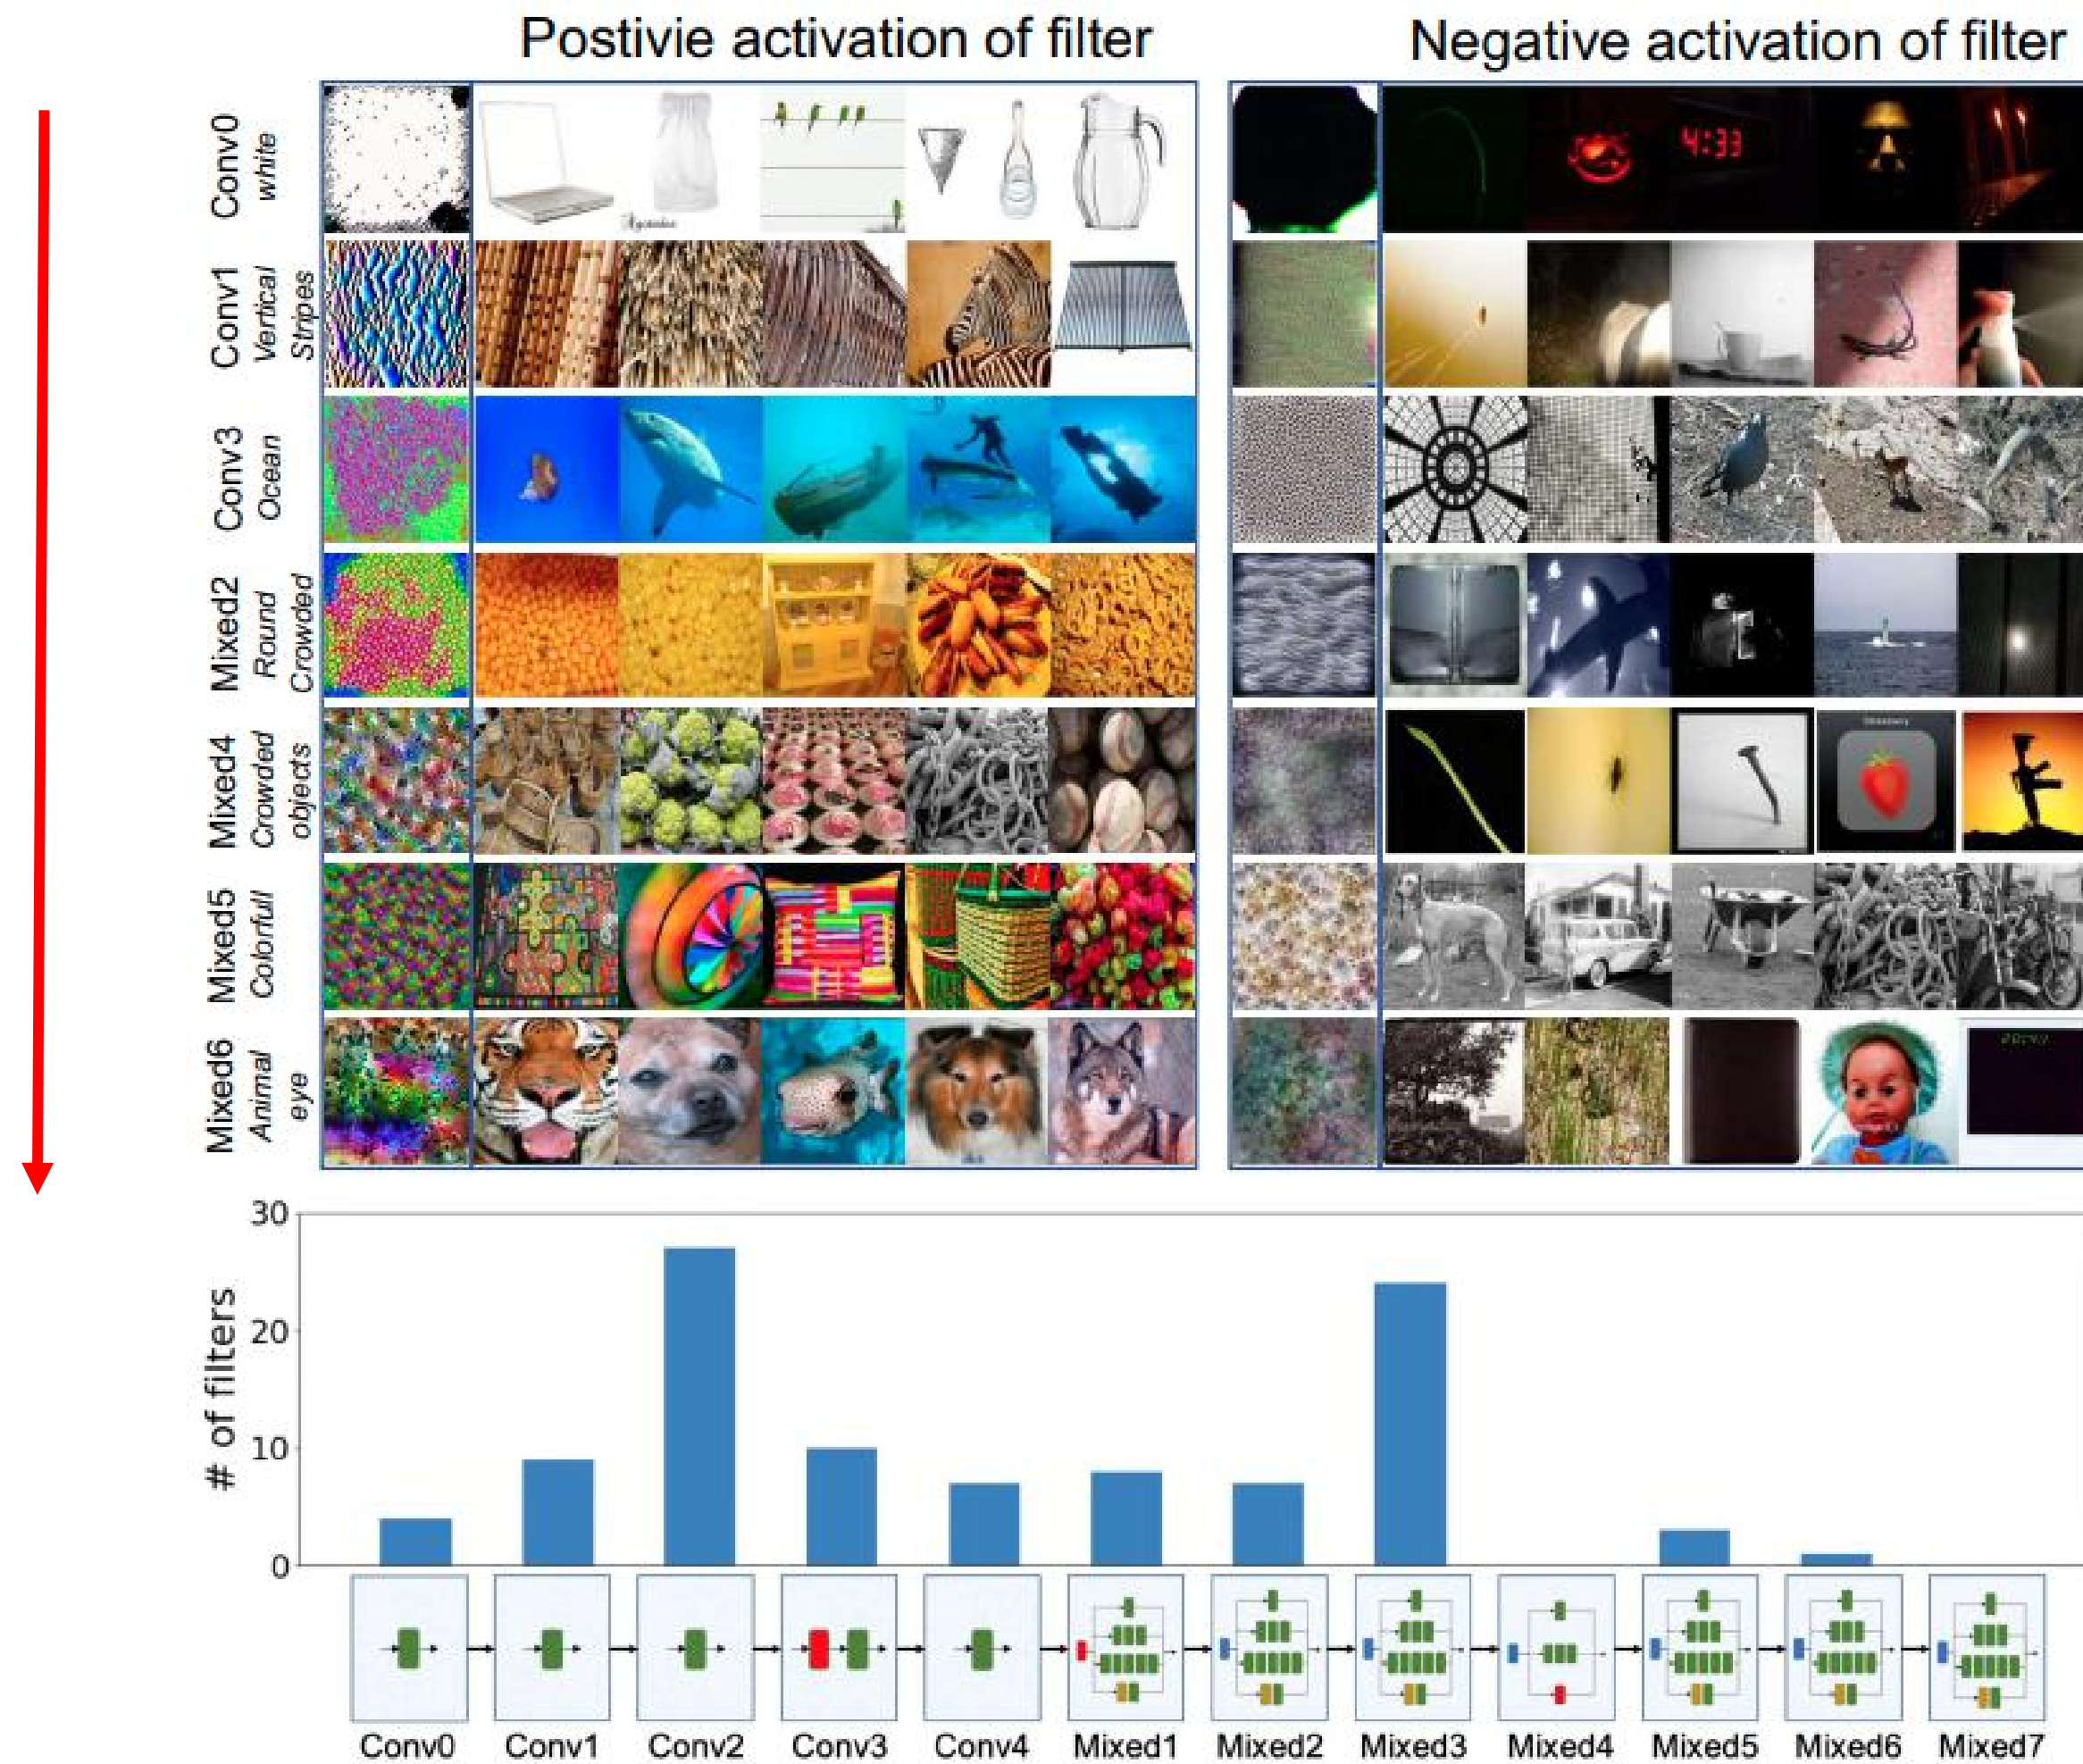 Postivie activation of filter
Negative activation of filter
Conv0
white
Conv1
Vertical
Stripes
Conv3
Ocean
Mixed2
Round
Crowded
Mixed4
Crowded
objects
Mixed5
Colorfull
Mixed6
Animal
eye
4:33
# of filters
30
20
10
0
Conv0
Conv1
Conv2
Conv3
Conv4
Mixed1
Mixed2
Mixed3
Mixed4
Mixed5
Mixed6
Mixed7